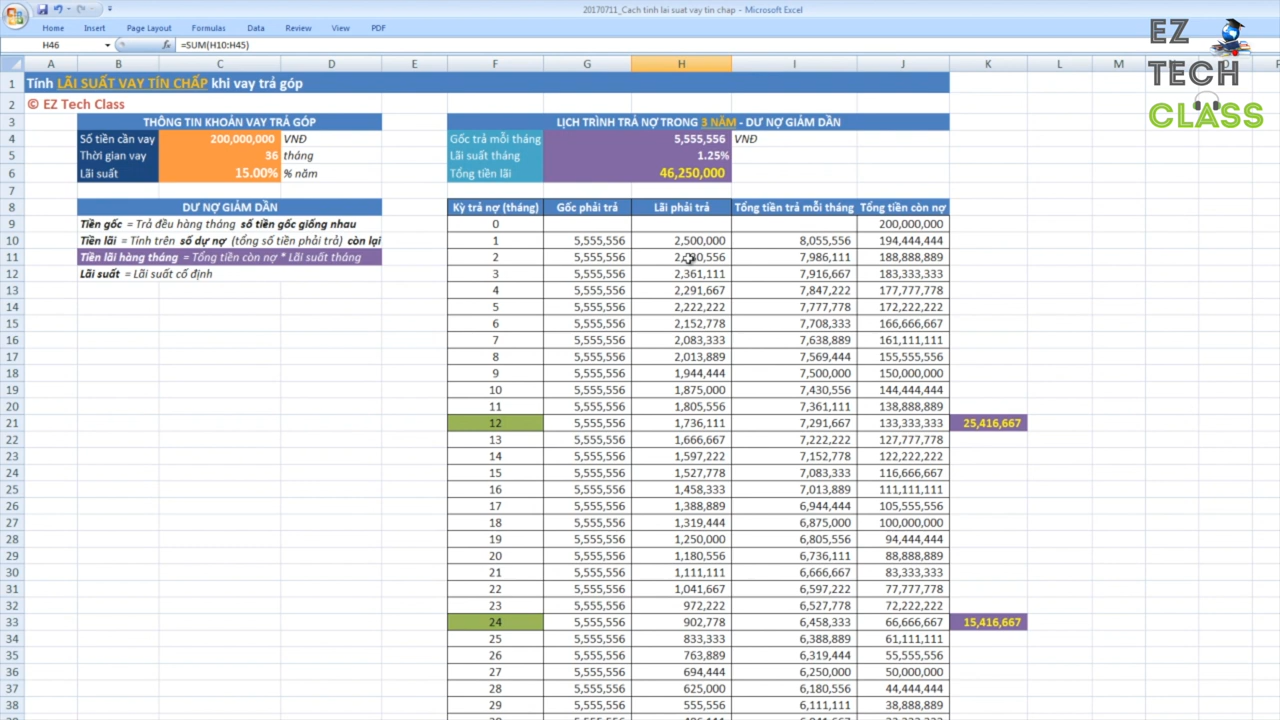 20170711_Cach tinh lai suat vay tin chap - Microsoft Excel
Home Insert Page Layout Formulas Data Review View PDF
H46 fx =SUM(H10:H45)
A B C D E F G H I J K L M
EZ
TECH
CLASS
1 Tính LÃI SUẤT VAY TÍN CHẤP khi vay trả góp
2 © EZ Tech Class
3 THÔNG TIN KHOẢN VAY TRẢ GÓP LỊCH TRÌNH TRẢ NỢ TRONG 3 NĂM - DƯ NỢ GIẢM DẦN
4 Số tiền cần vay 200,000,000 VNĐ Gốc trả mỗi tháng 5,555,556 VNĐ
5 Thời gian vay 36 tháng Lãi suất tháng 1.25%
6 Lãi suất 15.00% % năm Tổng tiền lãi 46,250,000
7
8 DƯ NỢ GIẢM DẦN Kỳ trả nợ (tháng) Gốc phải trả Lãi phải trả Tổng tiền trả mỗi tháng Tổng tiền còn nợ
9 Tiền gốc = Trả đều hàng tháng số tiền gốc giống nhau 0 200,000,000
10 Tiền lãi = Tính trên số dư nợ (tổng số tiền phải trả) còn lại 1 5,555,556 2,500,000 8,055,556 194,444,444
11 Tiền lãi hàng tháng = Tổng tiền còn nợ * Lãi suất tháng 2 5,555,556 7,986,111 188,888,889
12 Lãi suất = Lãi suất cố định 3 5,555,556 2,361,111 7,916,667 183,333,333
13 4 5,555,556 2,291,667 7,847,222 177,777,778
14 5 5,555,556 2,222,222 7,777,778 172,222,222
15 6 5,555,556 2,152,778 7,708,333 166,666,667
16 7 5,555,556 2,083,333 7,638,889 161,111,111
17 8 5,555,556 2,013,889 7,569,444 155,555,556
18 9 5,555,556 1,944,444 7,500,000 150,000,000
19 10 5,555,556 1,875,000 7,430,556 144,444,444
20 11 5,555,556 1,805,556 7,361,111 138,888,889
21 12 5,555,556 1,736,111 7,291,667 133,333,333 25,416,667
22 13 5,555,556 1,666,667 7,222,222 127,777,778
23 14 5,555,556 1,597,222 7,152,778 122,222,222
24 15 5,555,556 1,527,778 7,083,333 116,666,667
25 16 5,555,556 1,458,333 7,013,889 111,111,111
26 17 5,555,556 1,388,889 6,944,444 105,555,556
27 18 5,555,556 1,319,444 6,875,000 100,000,000
28 19 5,555,556 1,250,000 6,805,556 94,444,444
29 20 5,555,556 1,180,556 6,736,111 88,888,889
30 21 5,555,556 1,111,111 6,666,667 83,333,333
31 22 5,555,556 1,041,667 6,597,222 77,777,778
32 23 5,555,556 972,222 6,527,778 72,222,222
33 24 5,555,556 902,778 6,458,333 66,666,667 15,416,667
34 25 5,555,556 833,333 6,388,889 61,111,111
35 26 5,555,556 763,889 6,319,444 55,555,556
36 27 5,555,556 694,444 6,250,000 50,000,000
37 28 5,555,556 625,000 6,180,556 44,444,444
38 29 5,555,556 555,556 6,111,111 38,888,889